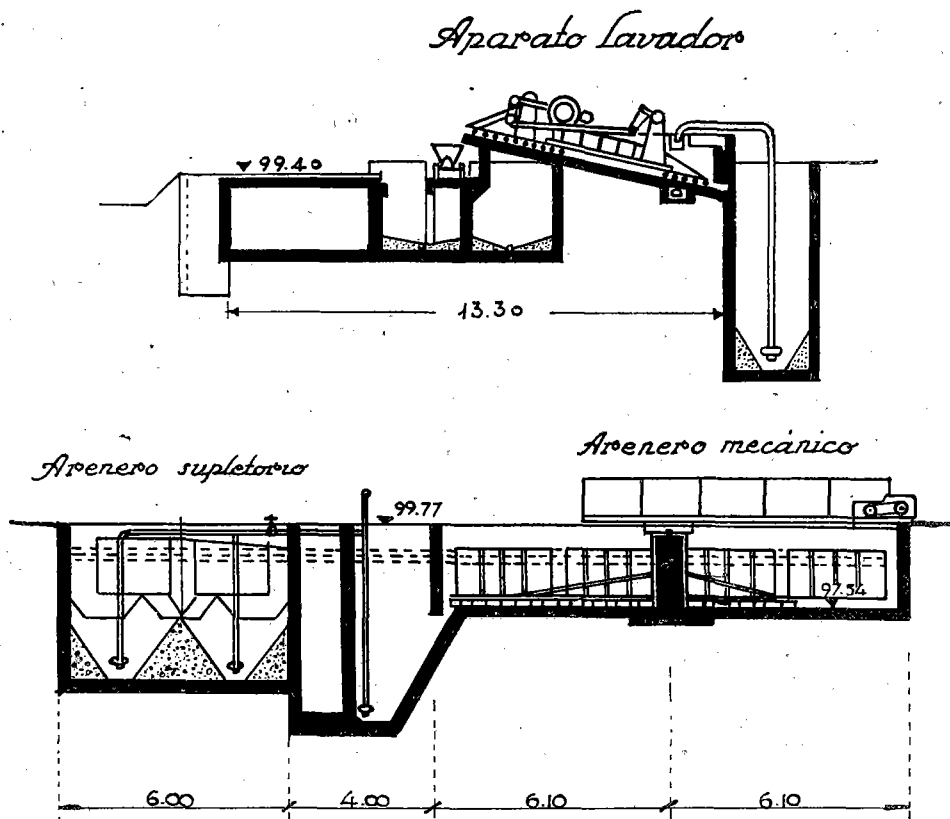 Aparato lavador
99.40
13.30
Arenero mecánico
Arenero supletorio
99.77
97.54
6.00 4.00 6.10 6.10